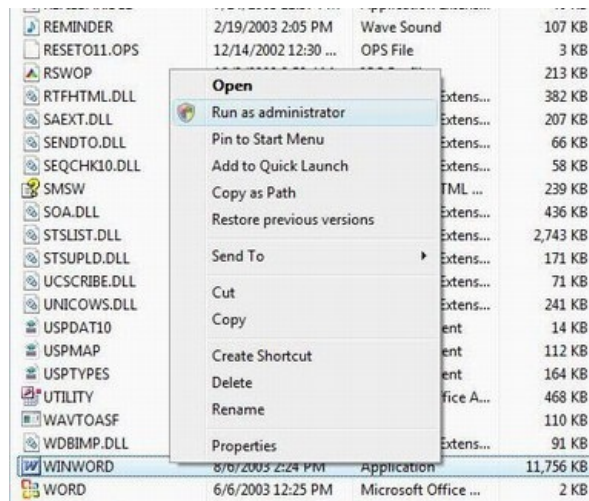 REMINDER 2/19/2003 2:05 PM Wave Sound 107 KB
RESETO11.OPS 12/14/2002 12:30 ... OPS File 3 KB
RSWOP 213 KB
Open
RTFHTML.DLL Extens... 382 KB
Run as administrator
SAEXT.DLL Extens... 207 KB
Pin to Start Menu
SENDTO.DLL Extens... 66 KB
Add to Quick Launch
SEQCHK10.DLL Extens... 58 KB
Copy as Path
SMSW TML ... 239 KB
Restore previous versions
SOA.DLL Extens... 436 KB
STSLIST.DLL Extens... 2,743 KB
Send To
STSUPLD.DLL Extens... 171 KB
UCSCRIBE.DLL Extens... 71 KB
Cut
UNICOWS.DLL Extens... 241 KB
Copy
USPDAT10 ent 14 KB
USPMAP ent 112 KB
Create Shortcut
USPTYPES ent 164 KB
Delete
UTILITY fice A... 468 KB
Rename
WAVTOASF 110 KB
WDBIMP.DLL Extens... 91 KB
Properties
WINWORD 8/6/2003 2:24 PM Application 11,756 KB
WORD 6/6/2003 12:25 PM Microsoft Office ... 2 KB